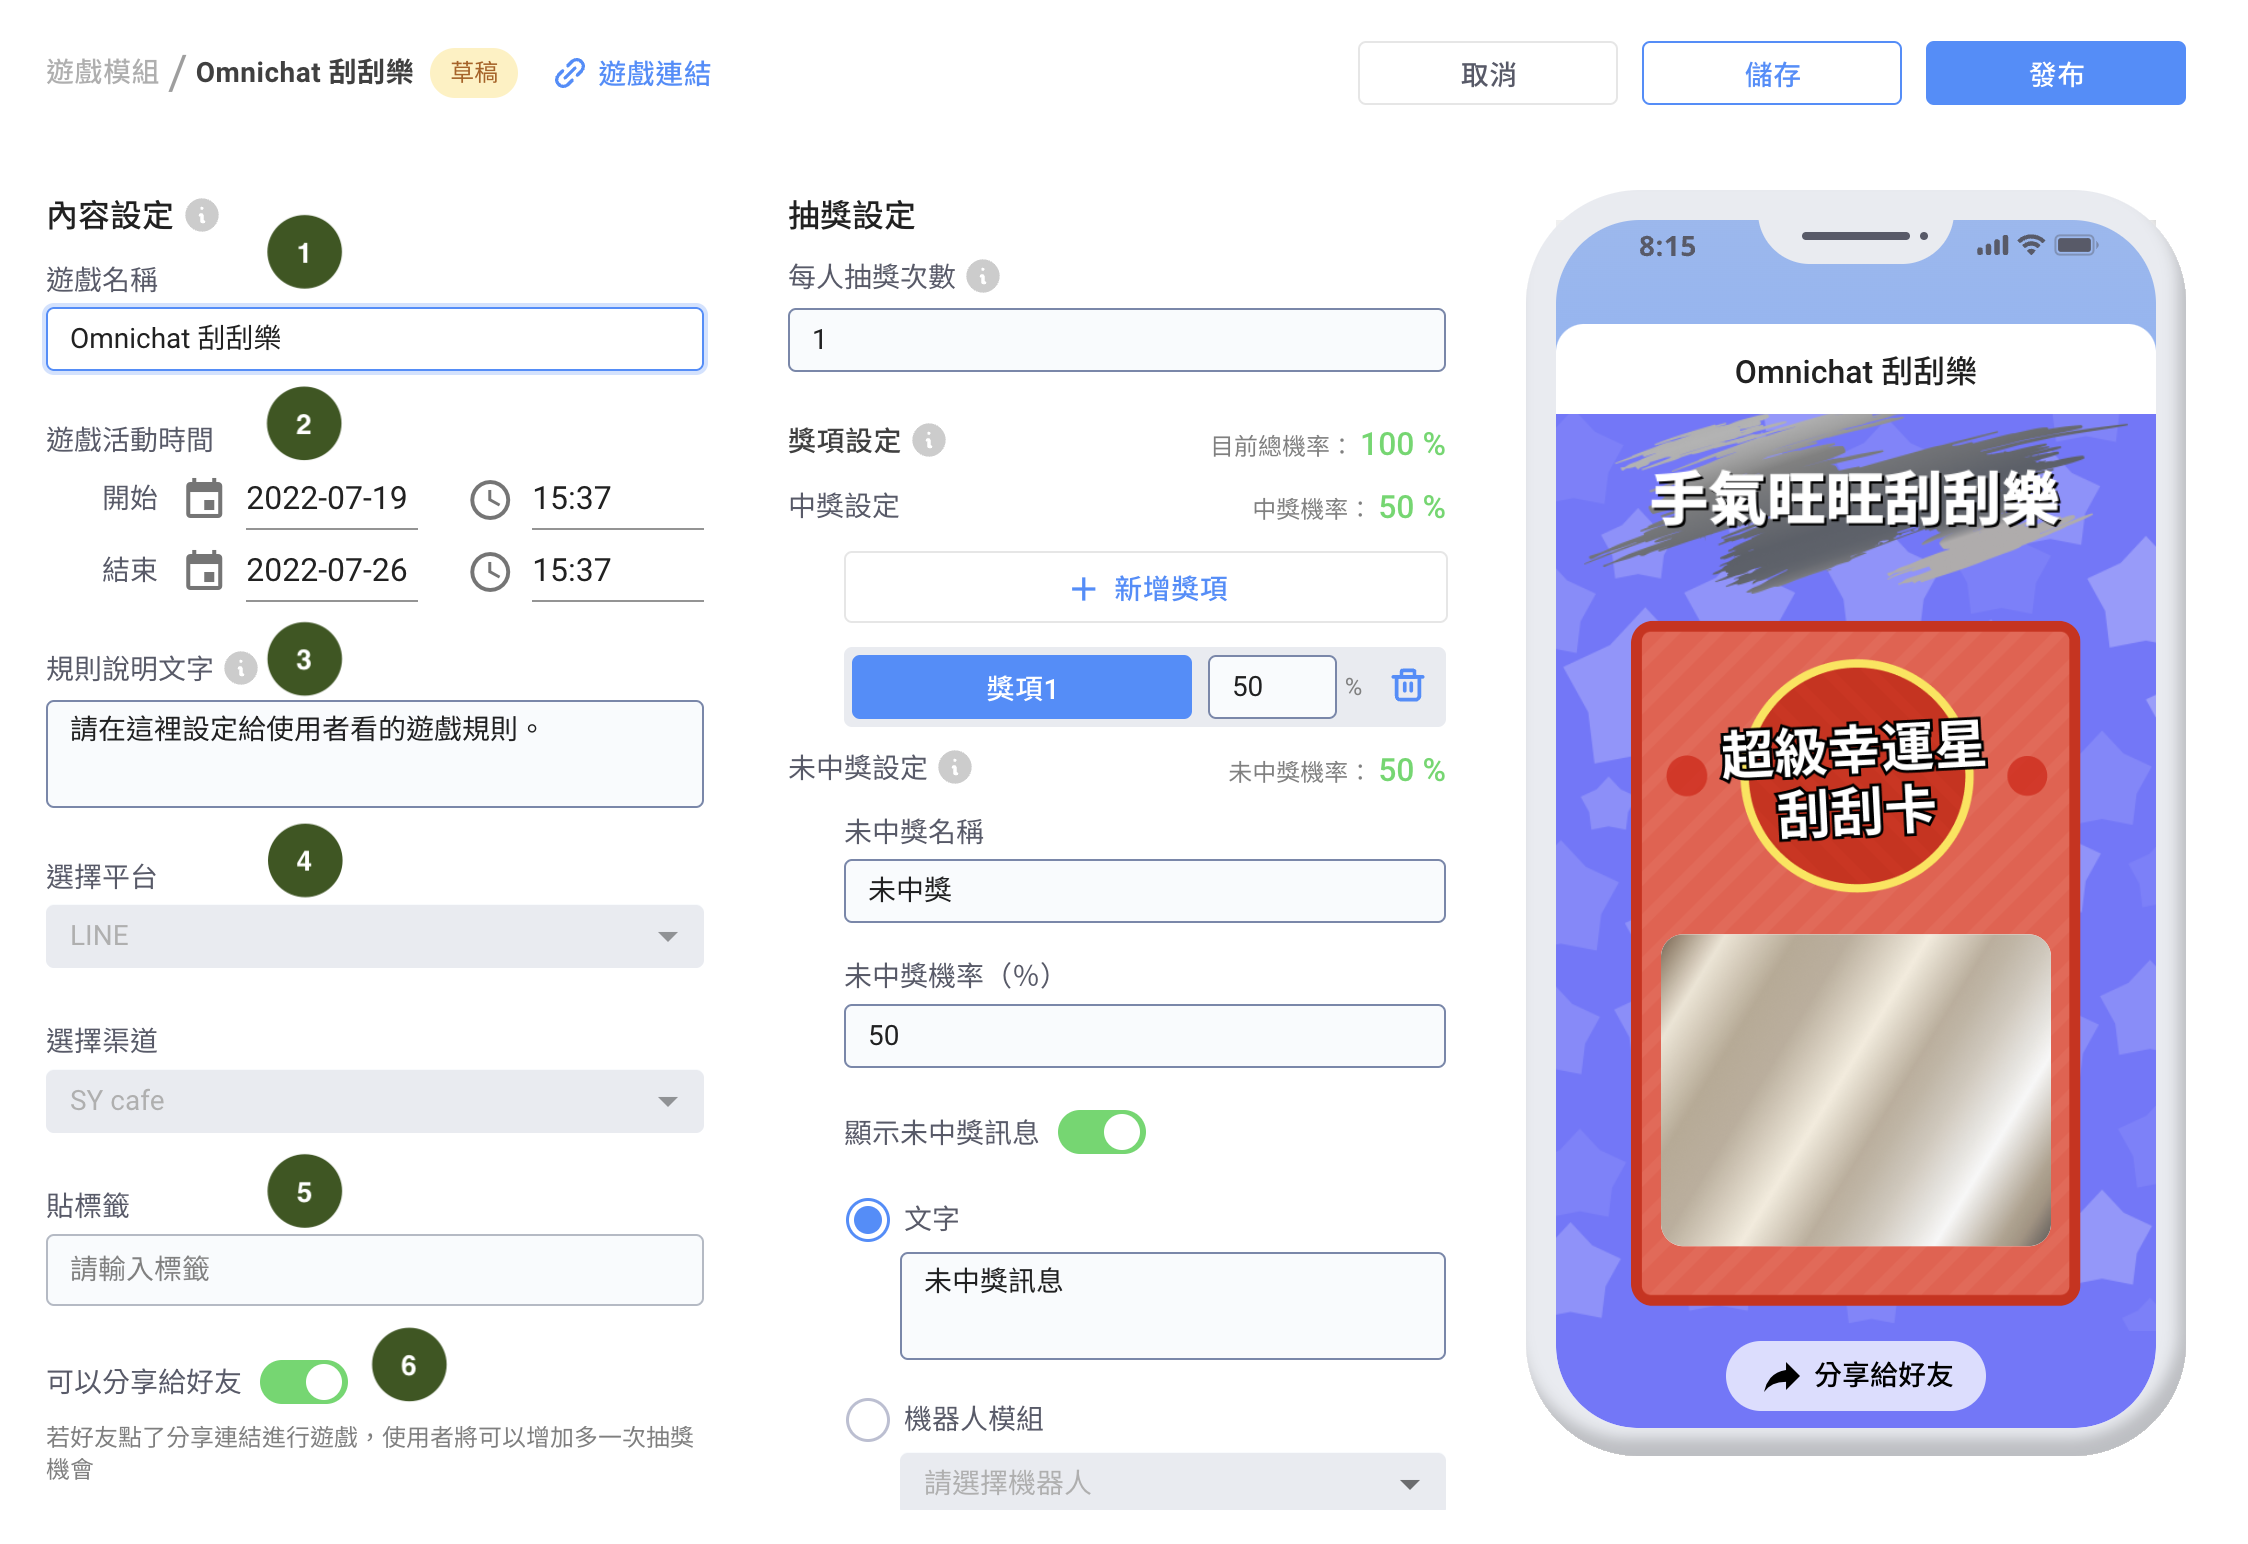 遊戲模組 / Omnichat 刮刮樂 草稿 遊戲連結
取消 儲存 發布
內容設定
1
遊戲名稱
Omnichat 刮刮樂
2
遊戲活動時間
開始 2022-07-19 15:37
結束 2022-07-26 15:37
3
規則說明文字
請在這裡設定給使用者看的遊戲規則。
4
選擇平台
LINE
選擇渠道
SY cafe
5
貼標籤
請輸入標籤
可以分享給好友
6
若好友點了分享連結進行遊戲，使用者將可以增加多一次抽獎
機會
抽獎設定
每人抽獎次數
1
獎項設定 目前總機率： 100 %
中獎設定 中獎機率： 50 %
+ 新增獎項
獎項1 50 %
未中獎設定 未中獎機率： 50 %
未中獎名稱
未中獎
未中獎機率（%）
50
顯示未中獎訊息
文字
未中獎訊息
機器人模組
請選擇機器人
8:15
Omnichat 刮刮樂
手氣旺旺刮刮樂
超級幸運星
刮刮卡
分享給好友